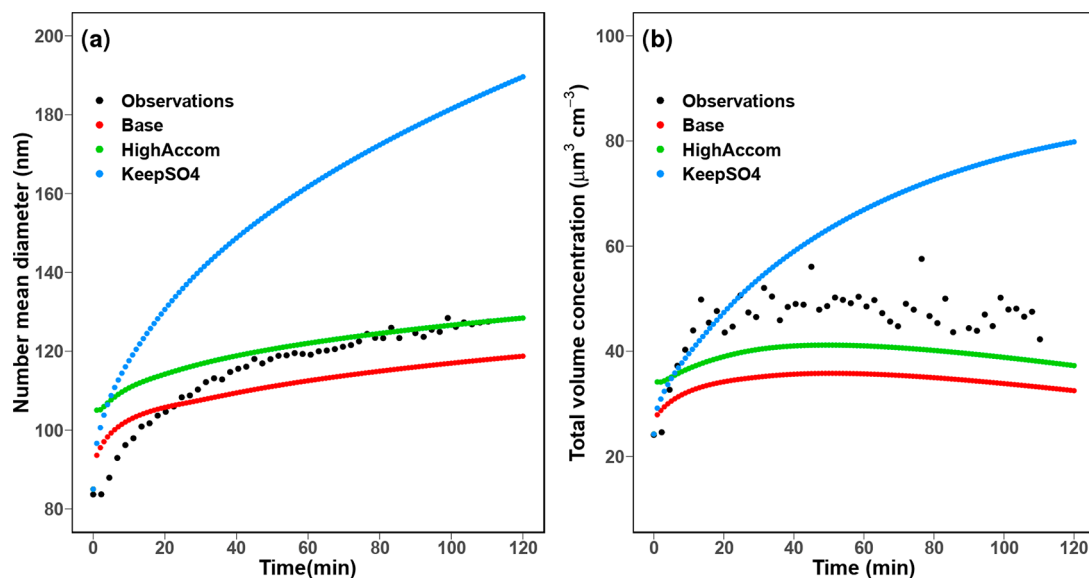 (a)
Observations
Base
HighAccom
KeepSO4
Number mean diameter (nm)
200
180
160
140
120
100
80
0 20 40 60 80 100 120
Time(min)
(b)
Observations
Base
HighAccom
KeepSO4
Total volume concentration (μm³ cm⁻³)
100
80
60
40
20
0 20 40 60 80 100 120
Time (min)